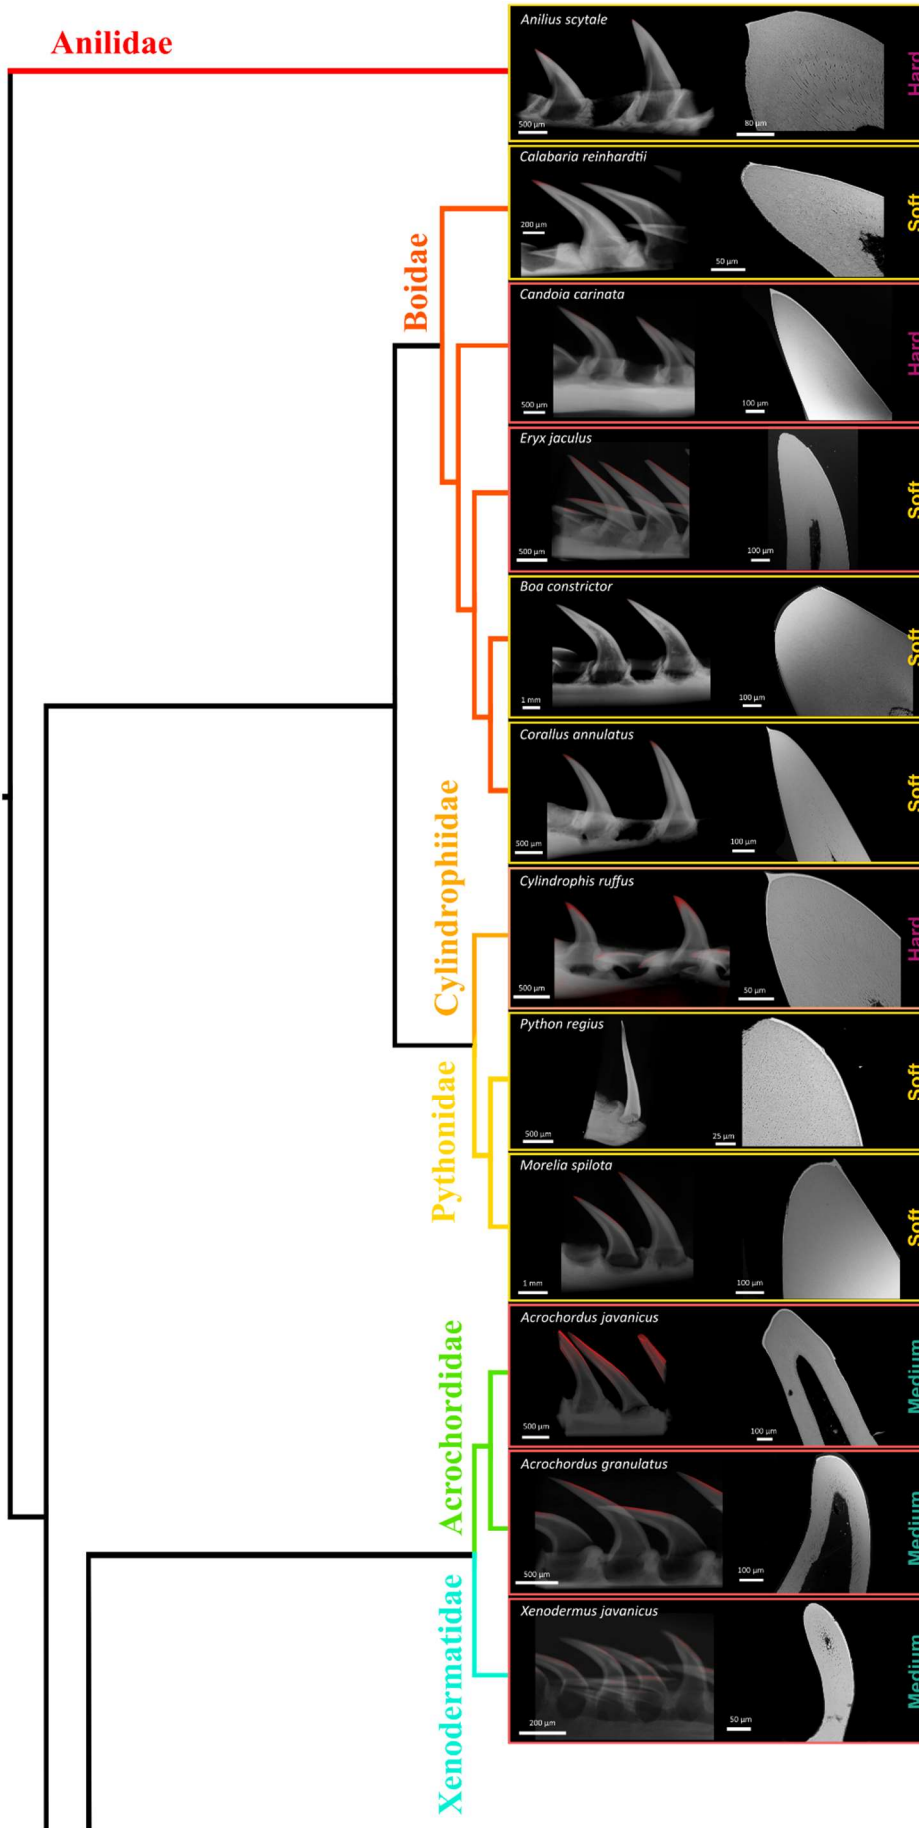 Anilidae
Anilius scytale
500 µm
80 µm
Hard
Calabaria reinhardtii
200 µm
50 µm
Soft
Boidae
Candoia carinata
500 µm
100 µm
Hard
Eryx jaculus
500 µm
100 µm
Soft
Boa constrictor
1 mm
100 µm
Soft
Corallus annulatus
500 µm
100 µm
Soft
Cylindrophiidae
Cylindrophis ruffus
500 µm
50 µm
Hard
Python regius
500 µm
25 µm
Soft
Pythonidae
Morelia spilota
1 mm
100 µm
Soft
Acrochordidae
Acrochordus javanicus
500 µm
100 µm
Medium
Acrochordus granulatus
500 µm
100 µm
Medium
Xenodermatidae
Xenodermus javanicus
200 µm
50 µm
Medium